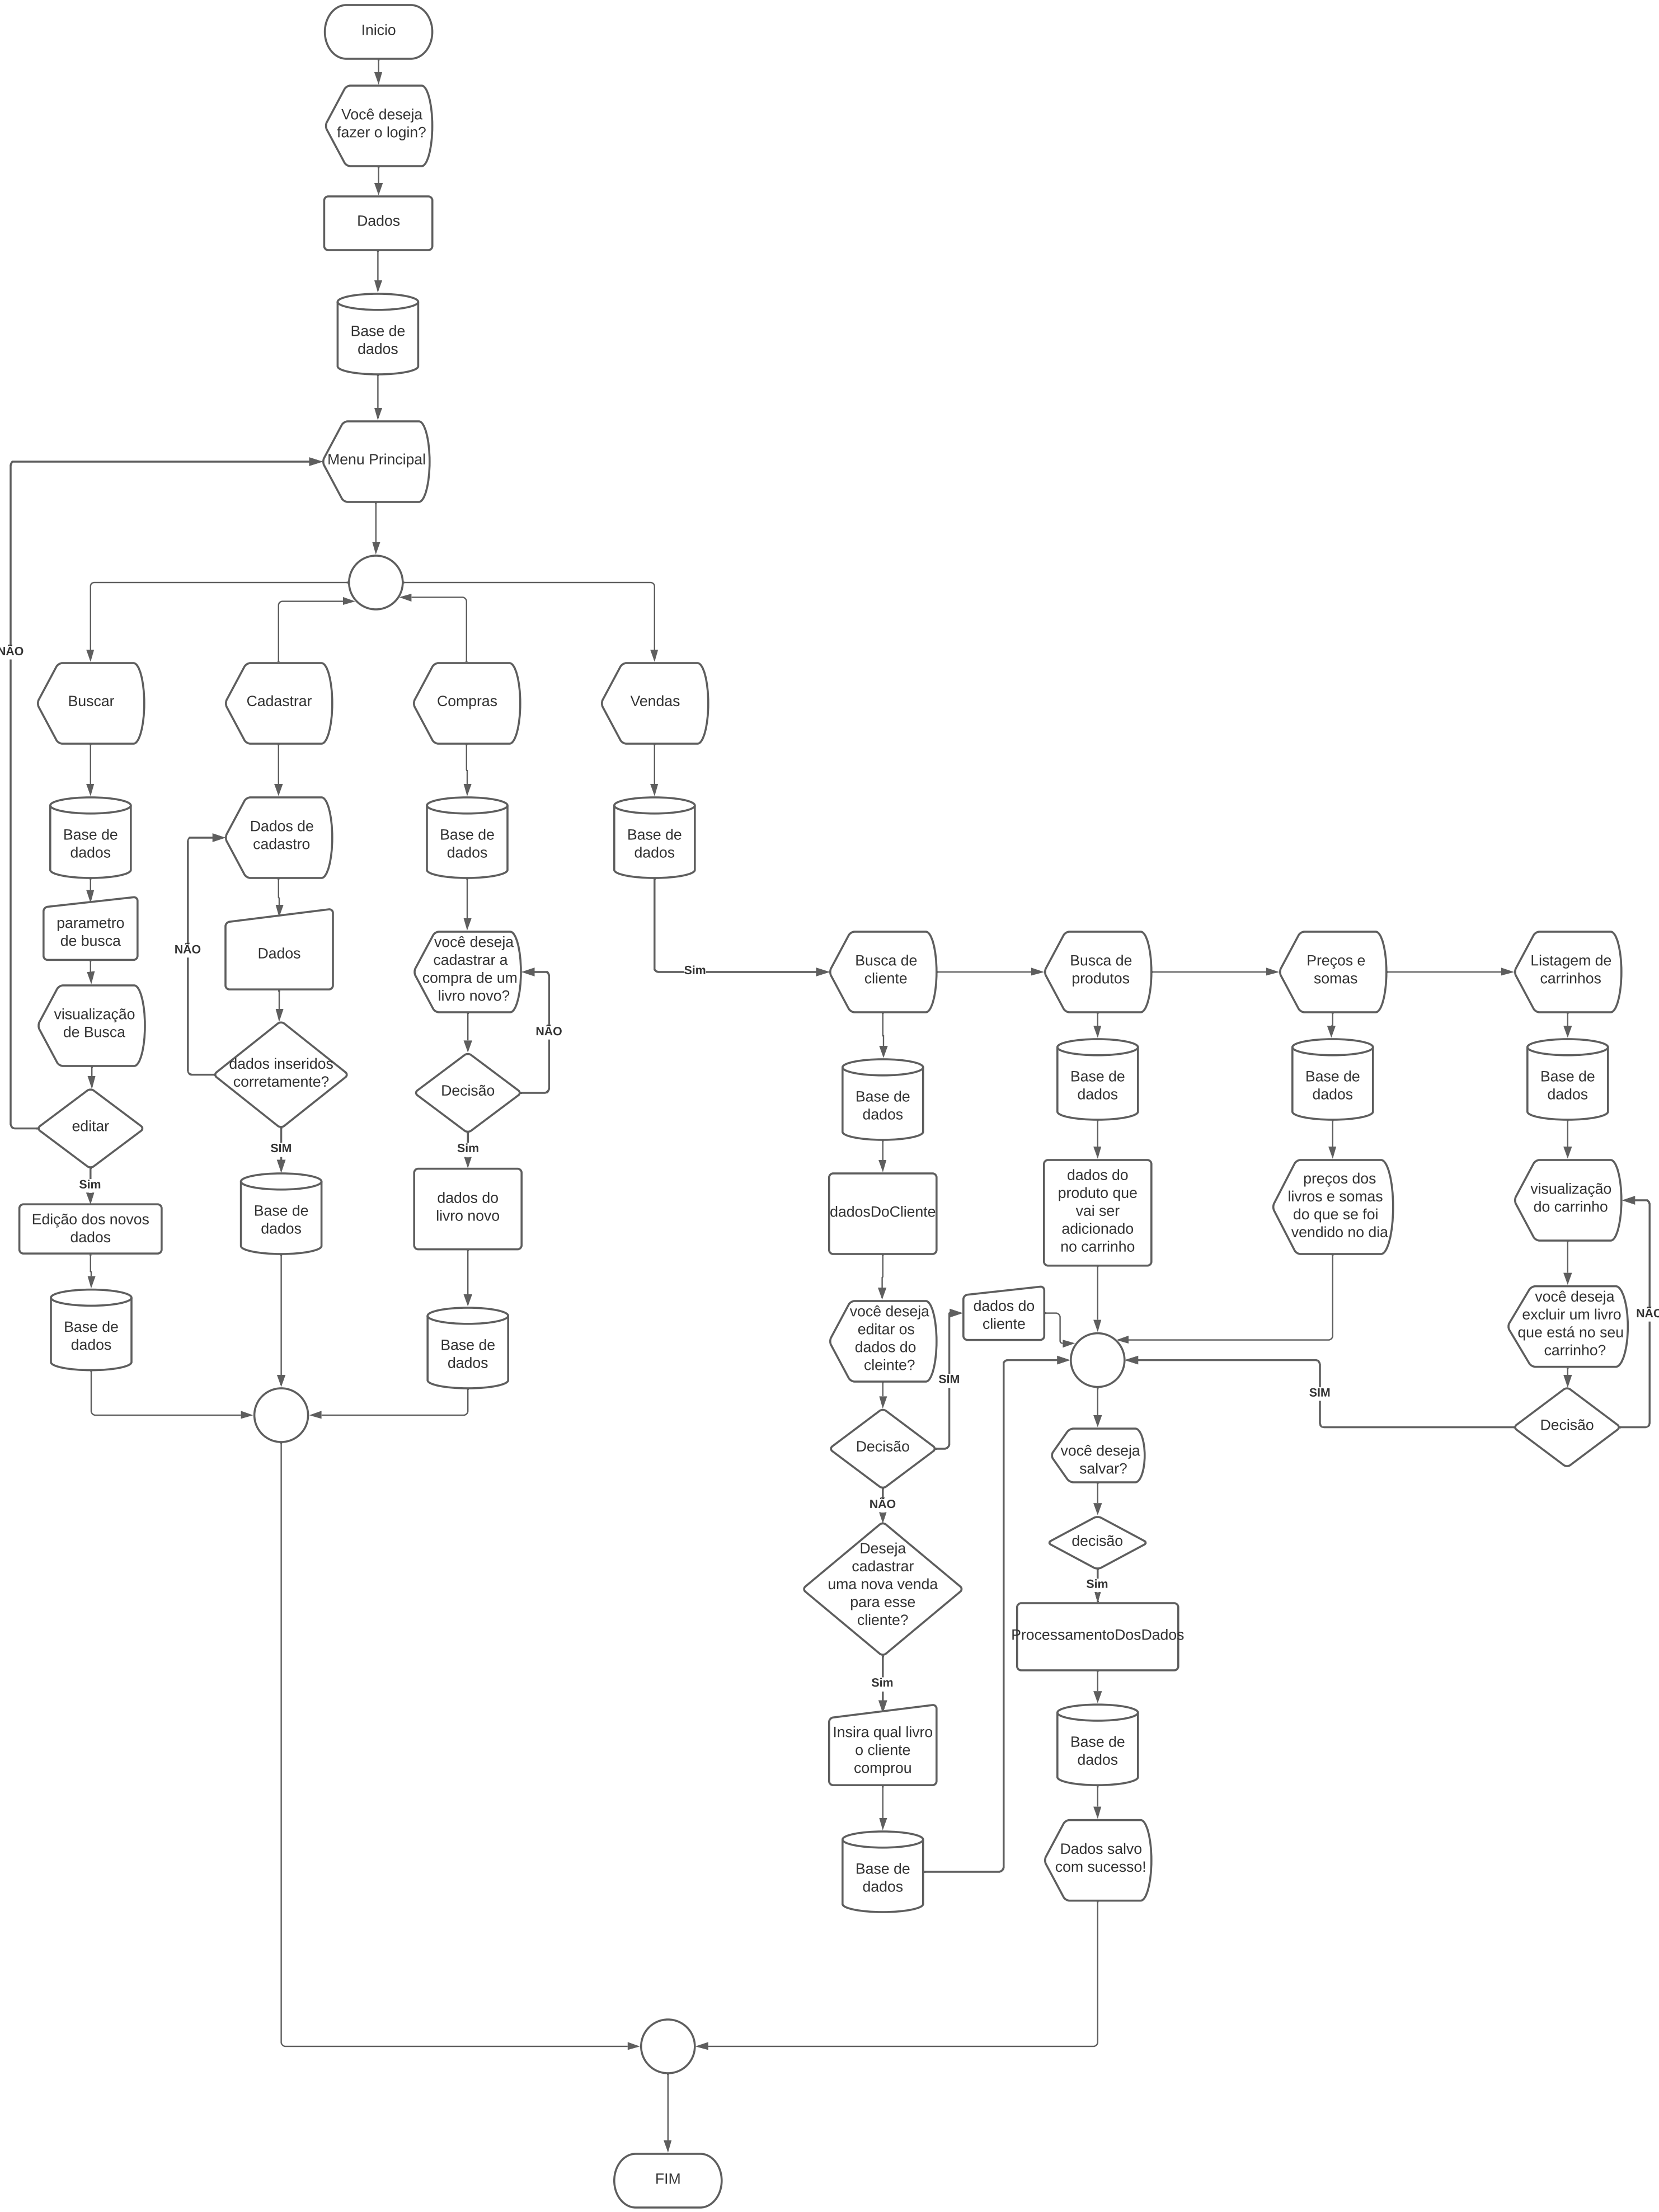 Inicio
Você deseja
fazer o login?
Dados
Base de
dados
Menu Principal
NÃO
Buscar
Cadastrar
Compras
Vendas
Base de
dados
Dados de
cadastro
Base de
dados
Base de
dados
parametro
de busca
NÃO
Dados
você deseja
cadastrar a
compra de um
livro novo?
Sim
Busca de
cliente
Busca de
produtos
Preços e
somas
Listagem de
carrinhos
visualização
de Busca
dados inseridos
corretamente?
NÃO
Decisão
Base de
dados
Base de
dados
Base de
dados
Base de
dados
editar
SIM
Sim
Sim
Edição dos novos
dados
Base de
dados
dados do
livro novo
dadosDoCliente
dados do
produto que
vai ser
adicionado
no carrinho
preços dos
livros e somas
do que se foi
vendido no dia
visualização
do carrinho
Base de
dados
Base de
dados
você deseja
editar os
dados do
cleinte?
dados do
cliente
SIM
você deseja
excluir um livro
que está no seu
carrinho?
NÃO
SIM
Decisão
Decisão
você deseja
salvar?
NÃO
decisão
Deseja
cadastrar
uma nova venda
para esse
cliente?
Sim
ProcessamentoDosDados
Sim
Insira qual livro
o cliente
comprou
Base de
dados
Base de
dados
Dados salvo
com sucesso!
FIM